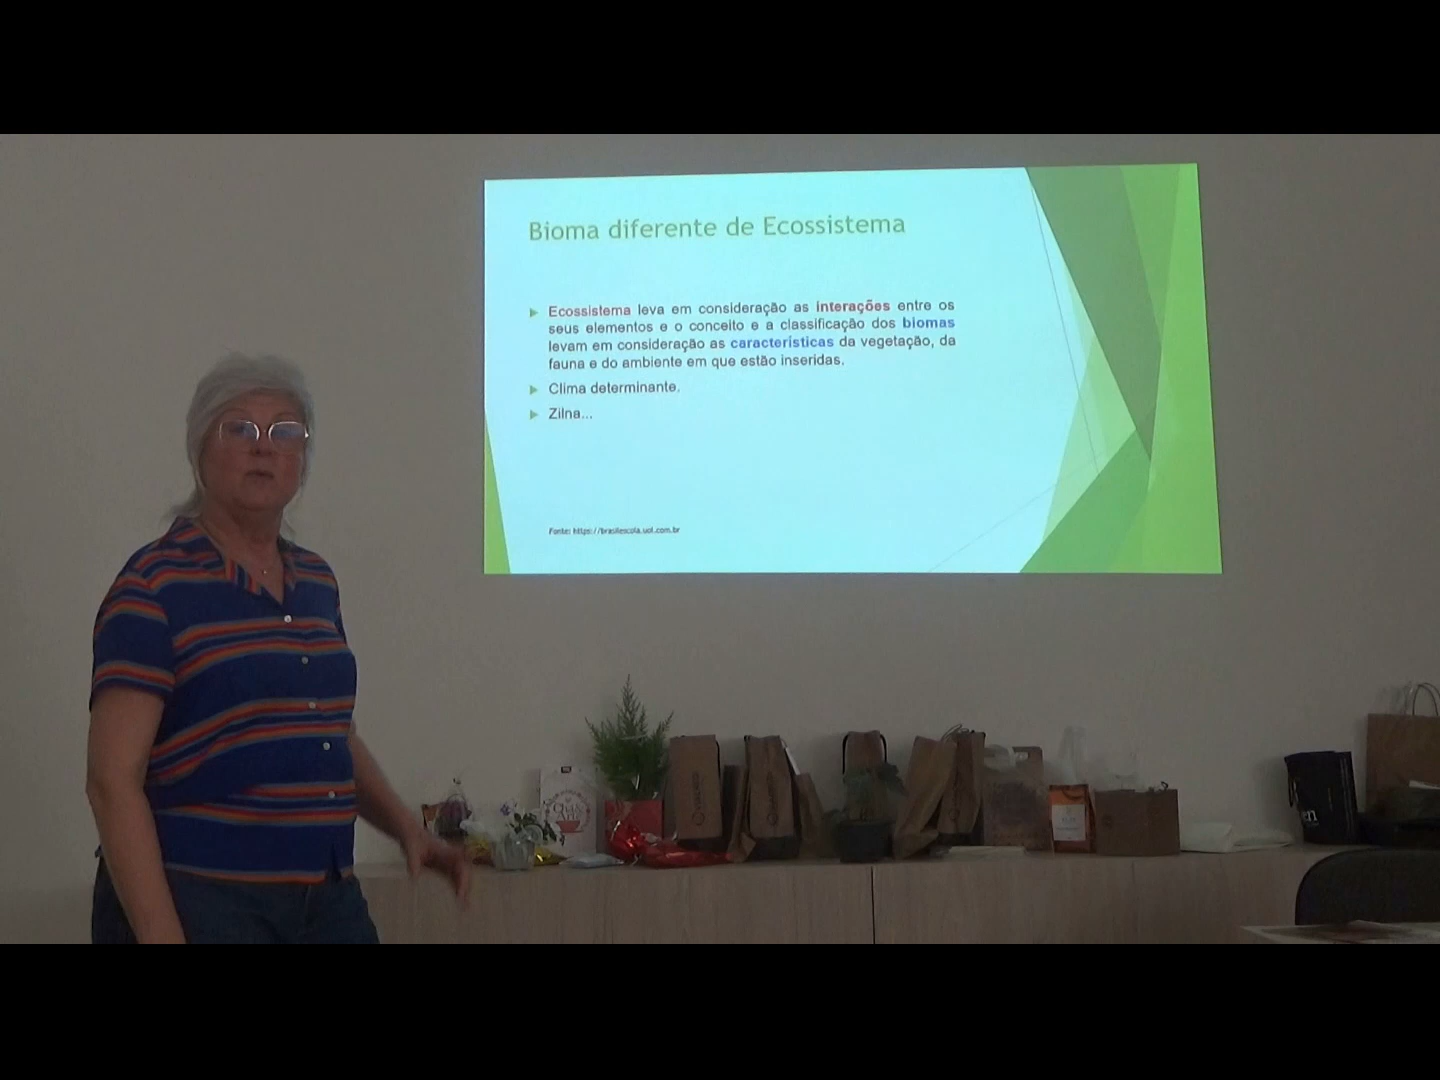 Bioma diferente de Ecossistema
Ecossistema leva em consideração as interações entre os
seus elementos e o conceito e a classificação dos biomas
levam em consideração as características da vegetação, da
fauna e do ambiente em que estão inseridas.
Clima determinante.
Zilna...
Fonte: https://brasilescola.uol.com.br